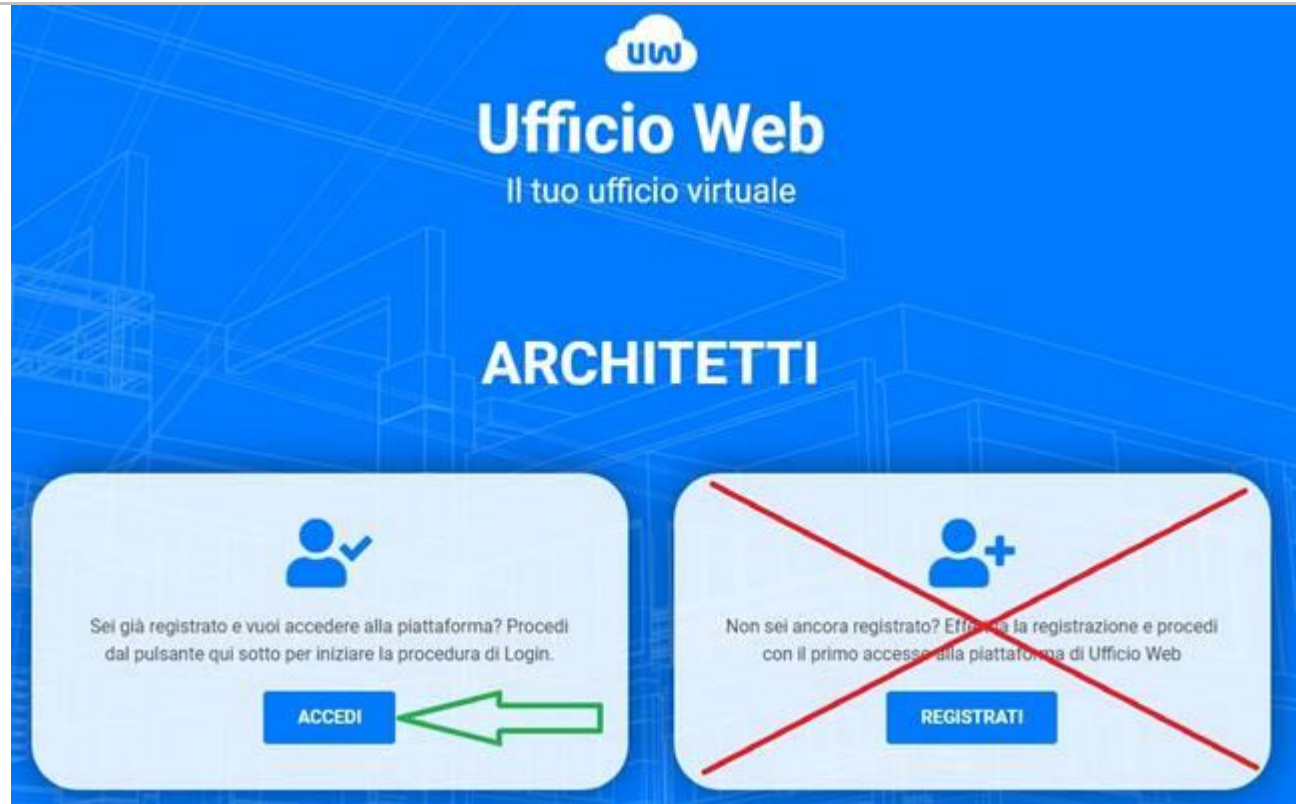 UW
Ufficio Web
Il tuo ufficio virtuale
ARCHITETTI
Sei già registrato e vuoi accedere alla piattaforma? Procedi
dal pulsante qui sotto per iniziare la procedura di Login.
ACCEDI
Non sei ancora registrato? Effettua la registrazione e procedi
con il primo accesso alla piattaforma di Ufficio Web
REGISTRATI